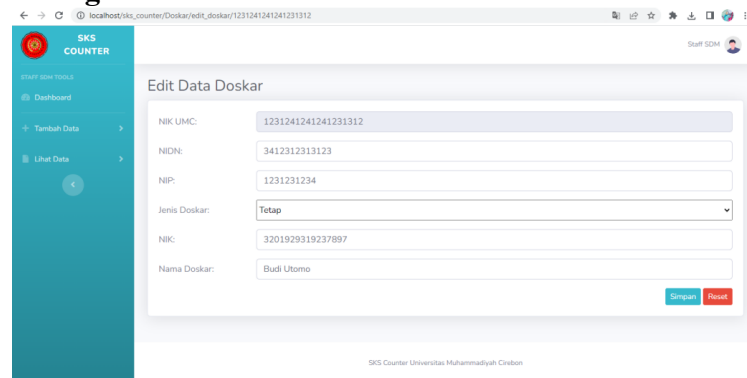 localhost/sks_counter/Doskar/edit_doskar/1231241241241231312
SKS
COUNTER
Staff SDM
STAFF SDM TOOLS
Dashboard
Tambah Data
Lihat Data
Edit Data Doskar
NIK UMC: 1231241241241231312
NIDN: 3412312313123
NIP: 1231231234
Jenis Doskar: Tetap
NIK: 3201929319237897
Nama Doskar: Budi Utomo
Simpan Reset
SKS Counter Universitas Muhammadiyah Cirebon